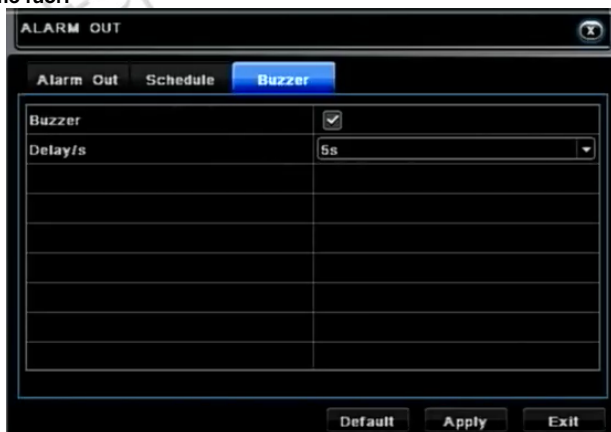 ALARM OUT
X
Alarm Out Schedule Buzzer
Buzzer
Delay/s 5s
Default Apply Exit